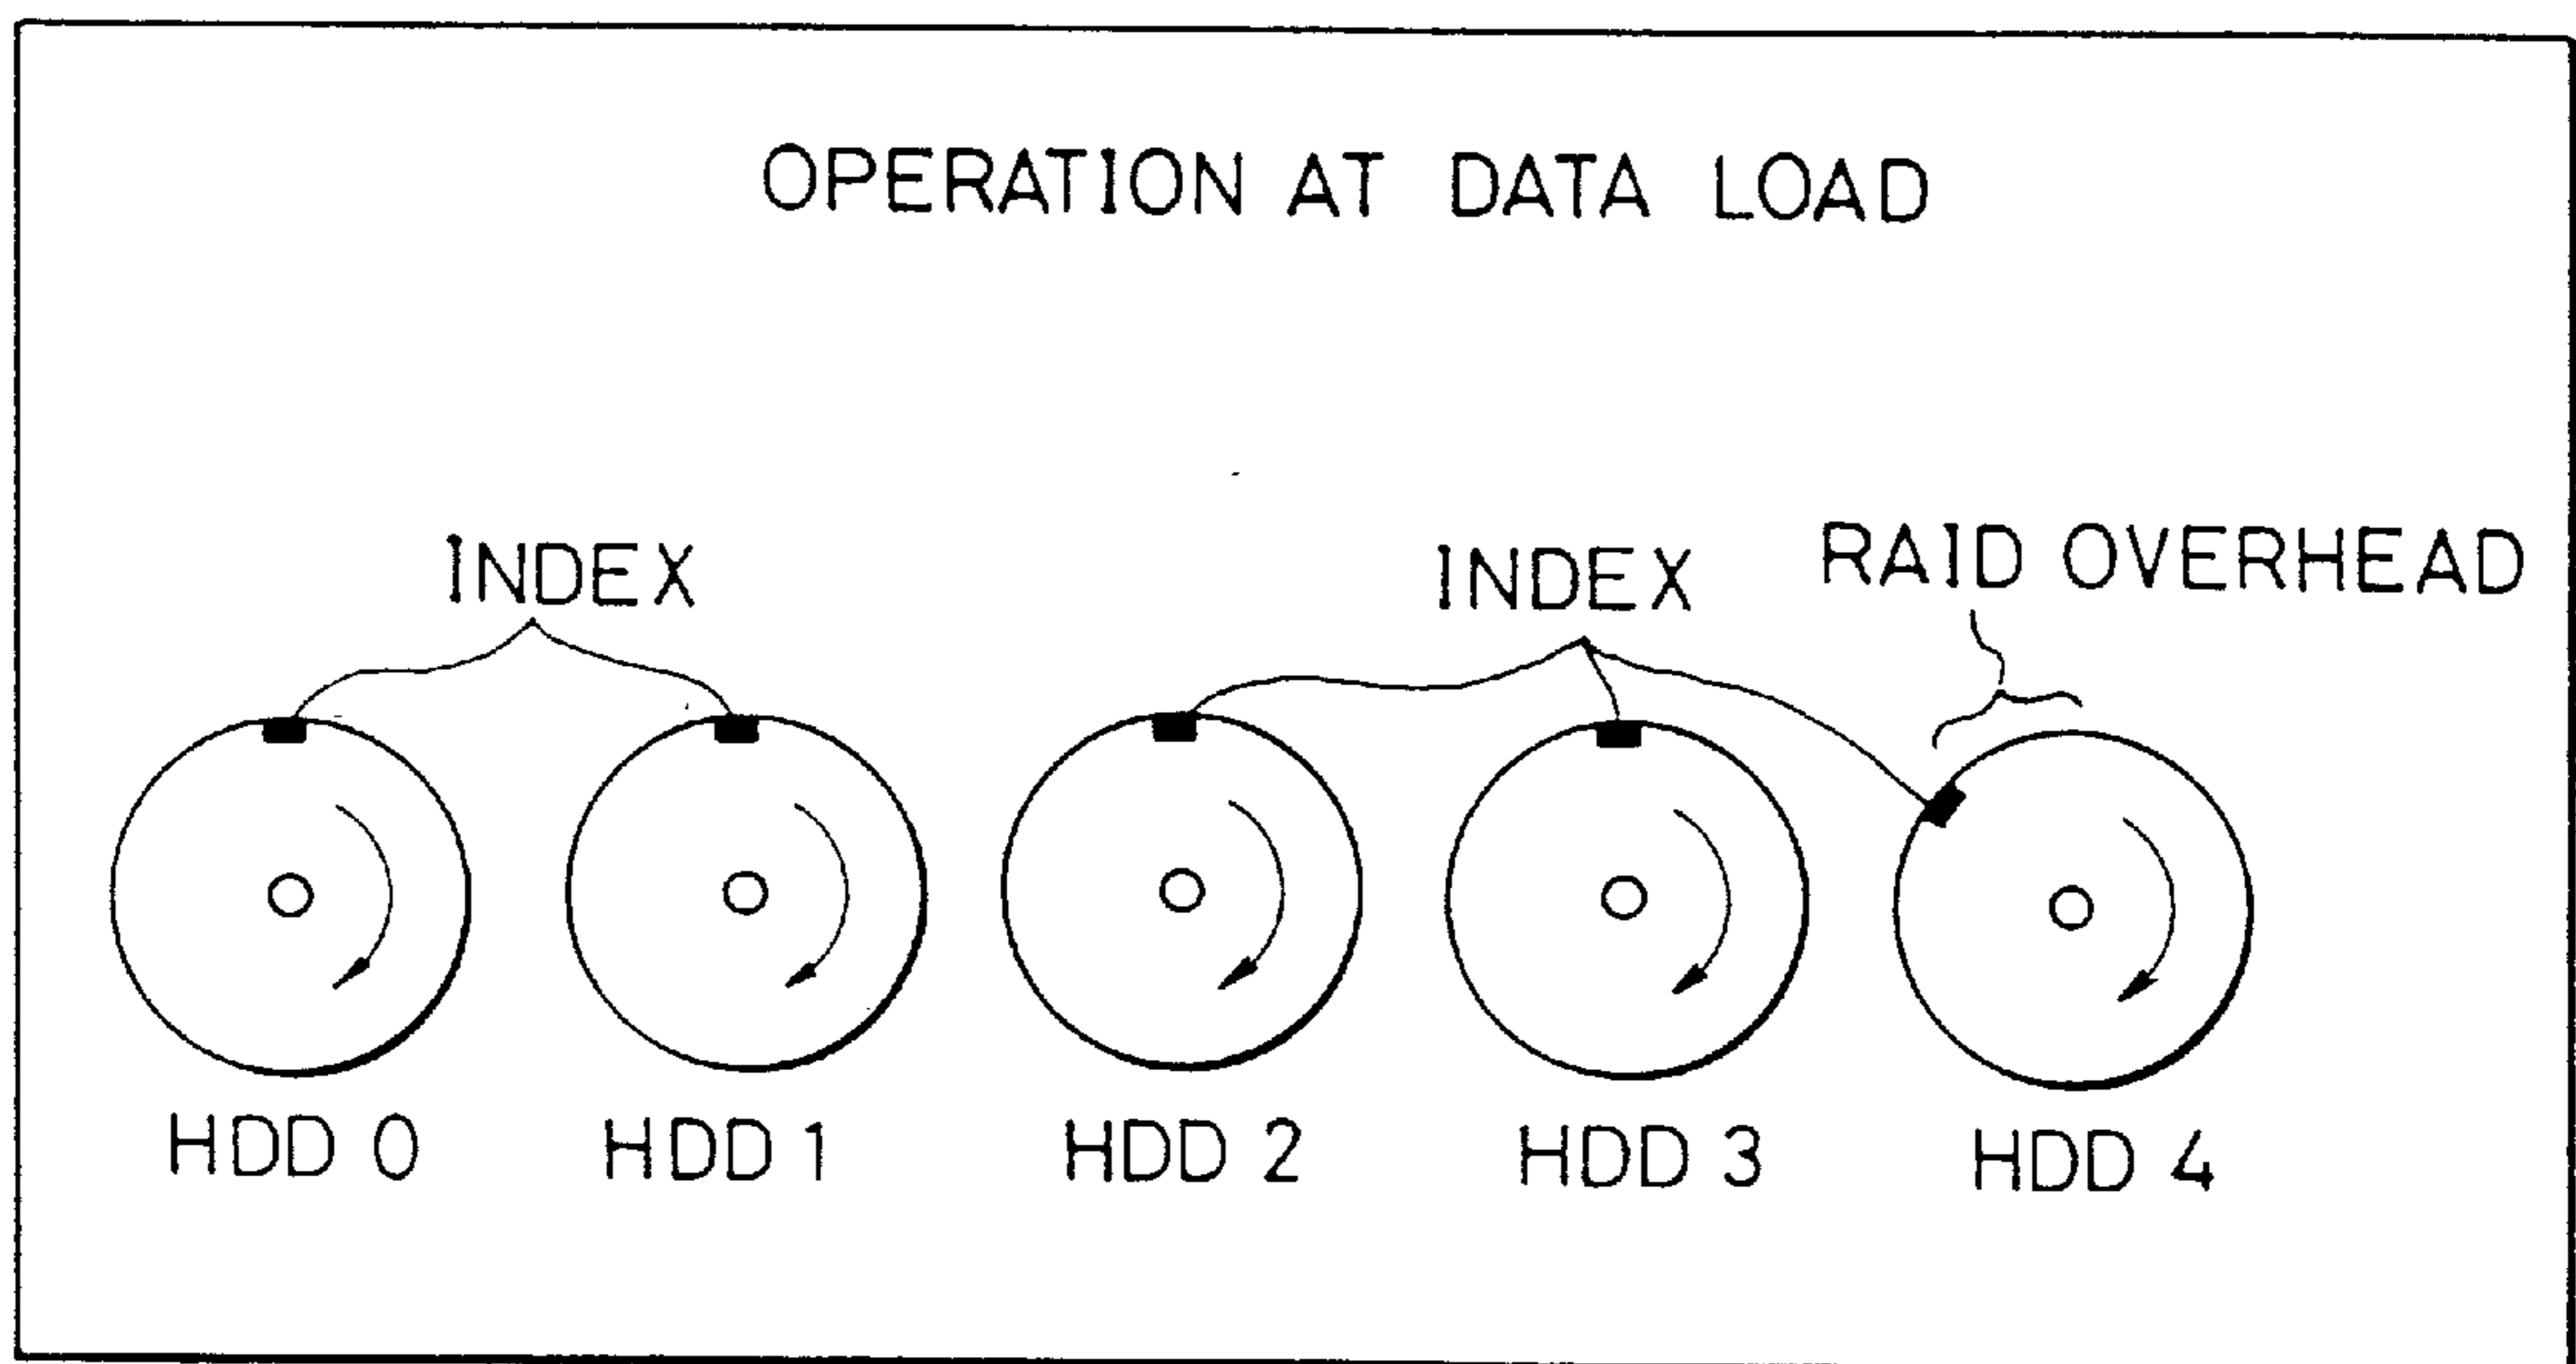 OPERATION AT DATA LOAD
INDEX
INDEX
RAID OVERHEAD
HDD 0
HDD 1
HDD 2
HDD 3
HDD 4